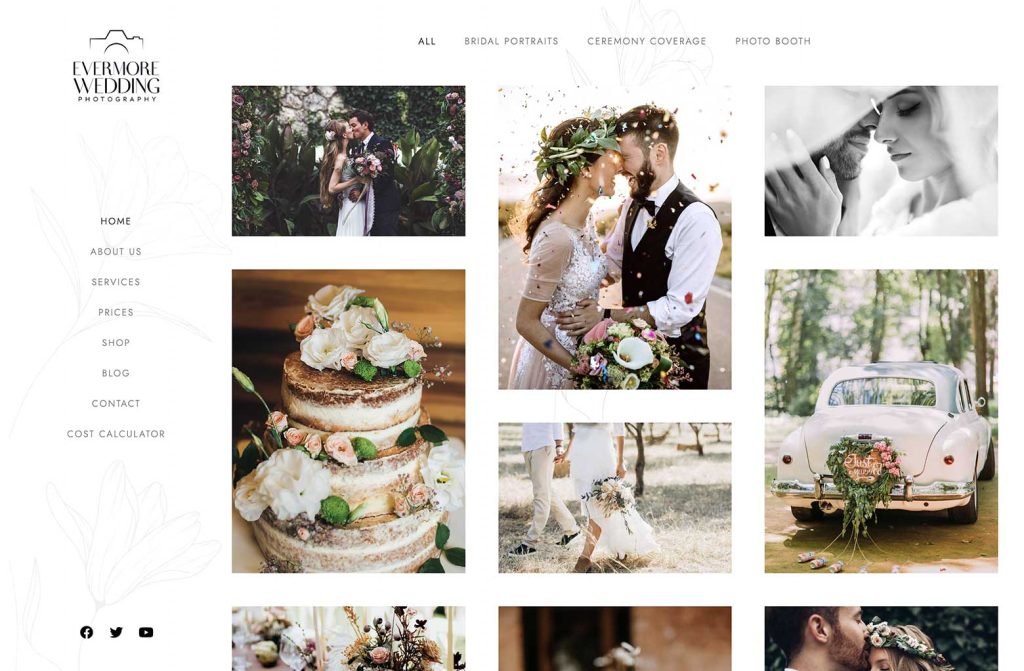 EVERMORE
WEDDING
PHOTOGRAPHY
ALL
BRIDAL PORTRAITS
CEREMONY COVERAGE
PHOTO BOOTH
HOME
ABOUT US
SERVICES
PRICES
SHOP
BLOG
CONTACT
COST CALCULATOR
Just